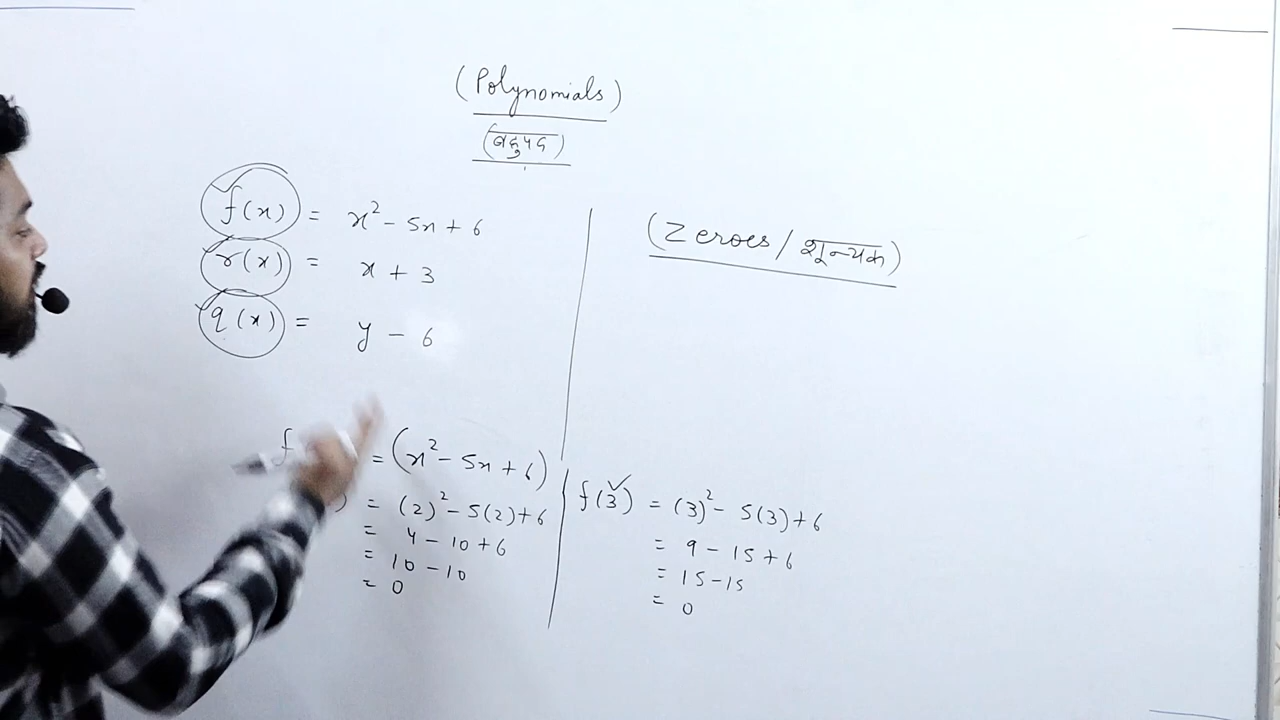 (Polynomials)
(बहुपद)
f(x) = x² - 5x + 6
r(x) = x + 3
q(x) = y - 6
(Zeroes / शून्यक)
f = (x² - 5x + 6)
) = (2)² - 5(2) + 6
= 4 - 10 + 6
= 10 - 10
= 0
f(3) = (3)² - 5(3) + 6
= 9 - 15 + 6
= 15 - 15
= 0